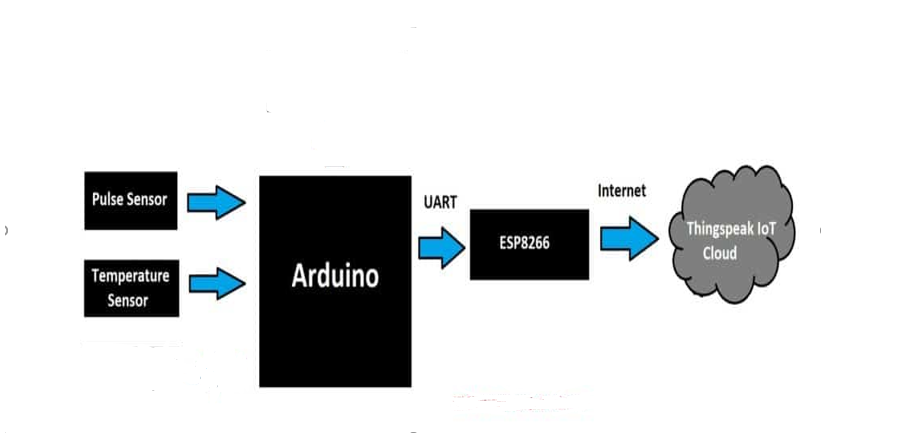 Pulse Sensor
Temperature
Sensor
Arduino
UART
ESP8266
Internet
Thingspeak IoT
Cloud